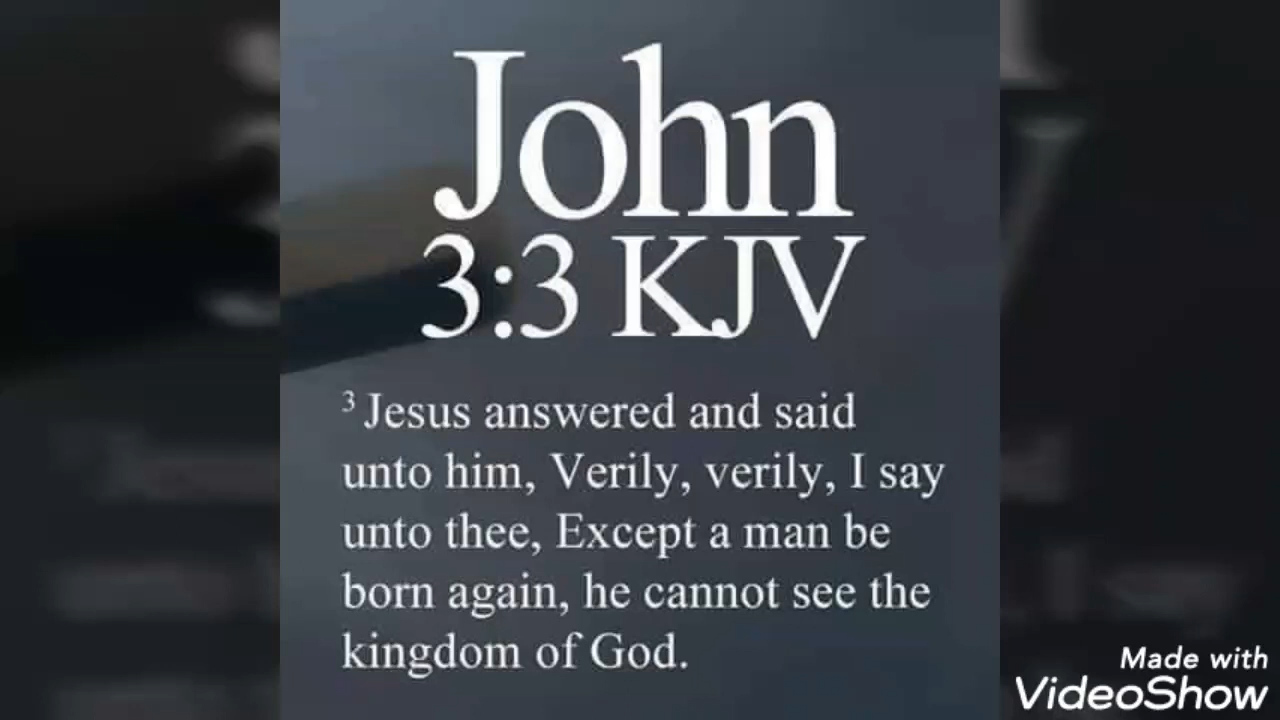 John
3:3 KJV
3 Jesus answered and said
unto him, Verily, verily, I say
unto thee, Except a man be
born again, he cannot see the
kingdom of God.
Made with
VideoShow